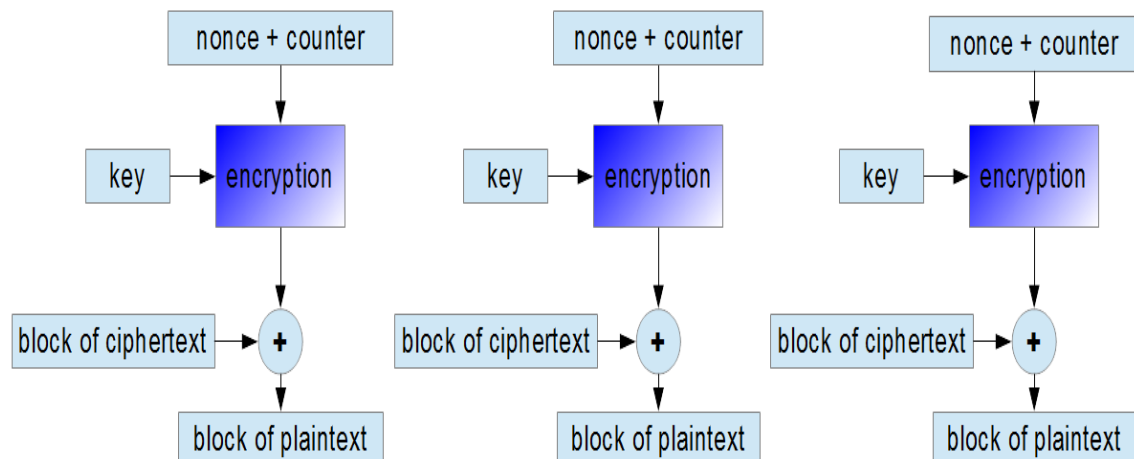 nonce + counter
nonce + counter
nonce + counter
key
encryption
key
encryption
key
encryption
block of ciphertext
+
block of ciphertext
+
block of ciphertext
+
block of plaintext
block of plaintext
block of plaintext